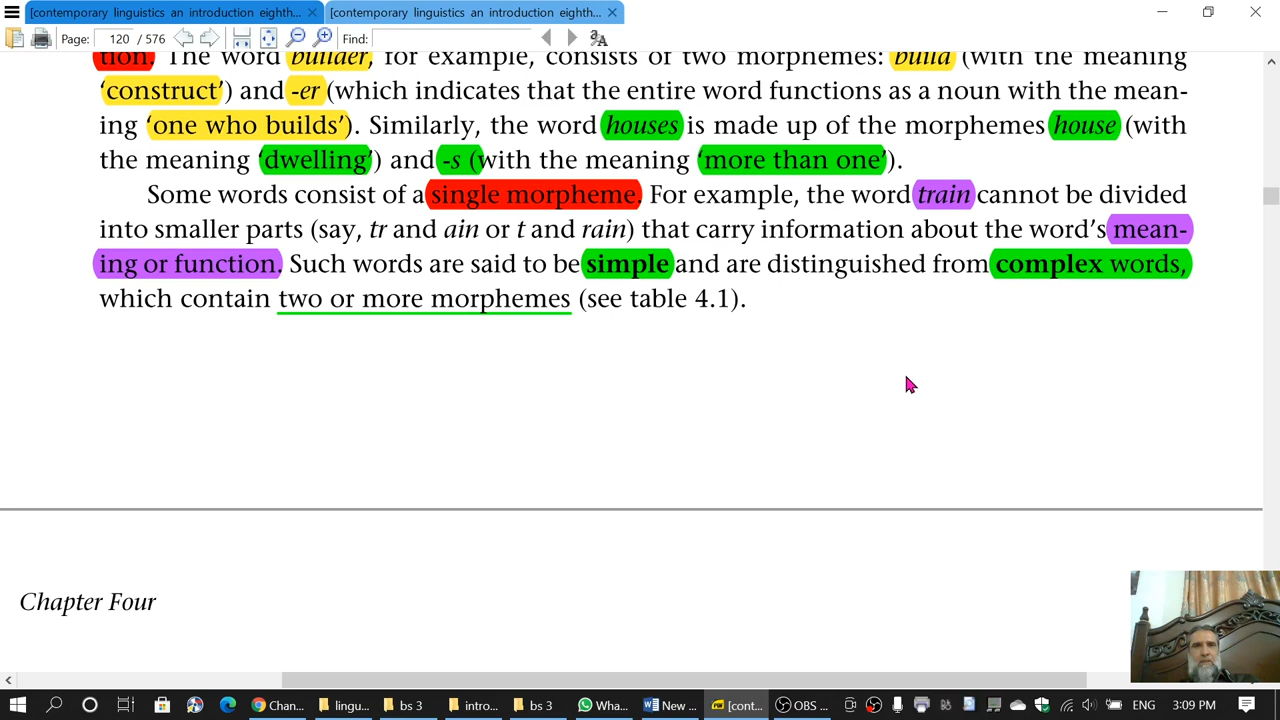 [contemporary linguistics an introduction eighth...
[contemporary linguistics an introduction eighth...
Page: 120 / 576
Find:
tion. The word builder, for example, consists of two morphemes: build (with the meaning
‘construct’) and -er (which indicates that the entire word functions as a noun with the mean-
ing ‘one who builds’). Similarly, the word houses is made up of the morphemes house (with
the meaning ‘dwelling’) and -s (with the meaning ‘more than one’).
Some words consist of a single morpheme. For example, the word train cannot be divided
into smaller parts (say, tr and ain or t and rain) that carry information about the word’s mean-
ing or function. Such words are said to be simple and are distinguished from complex words,
which contain two or more morphemes (see table 4.1).
Chapter Four
Chan...
lingu...
bs 3
intro...
bs 3
Wha...
New ...
[cont...
OBS ...
ENG
3:09 PM